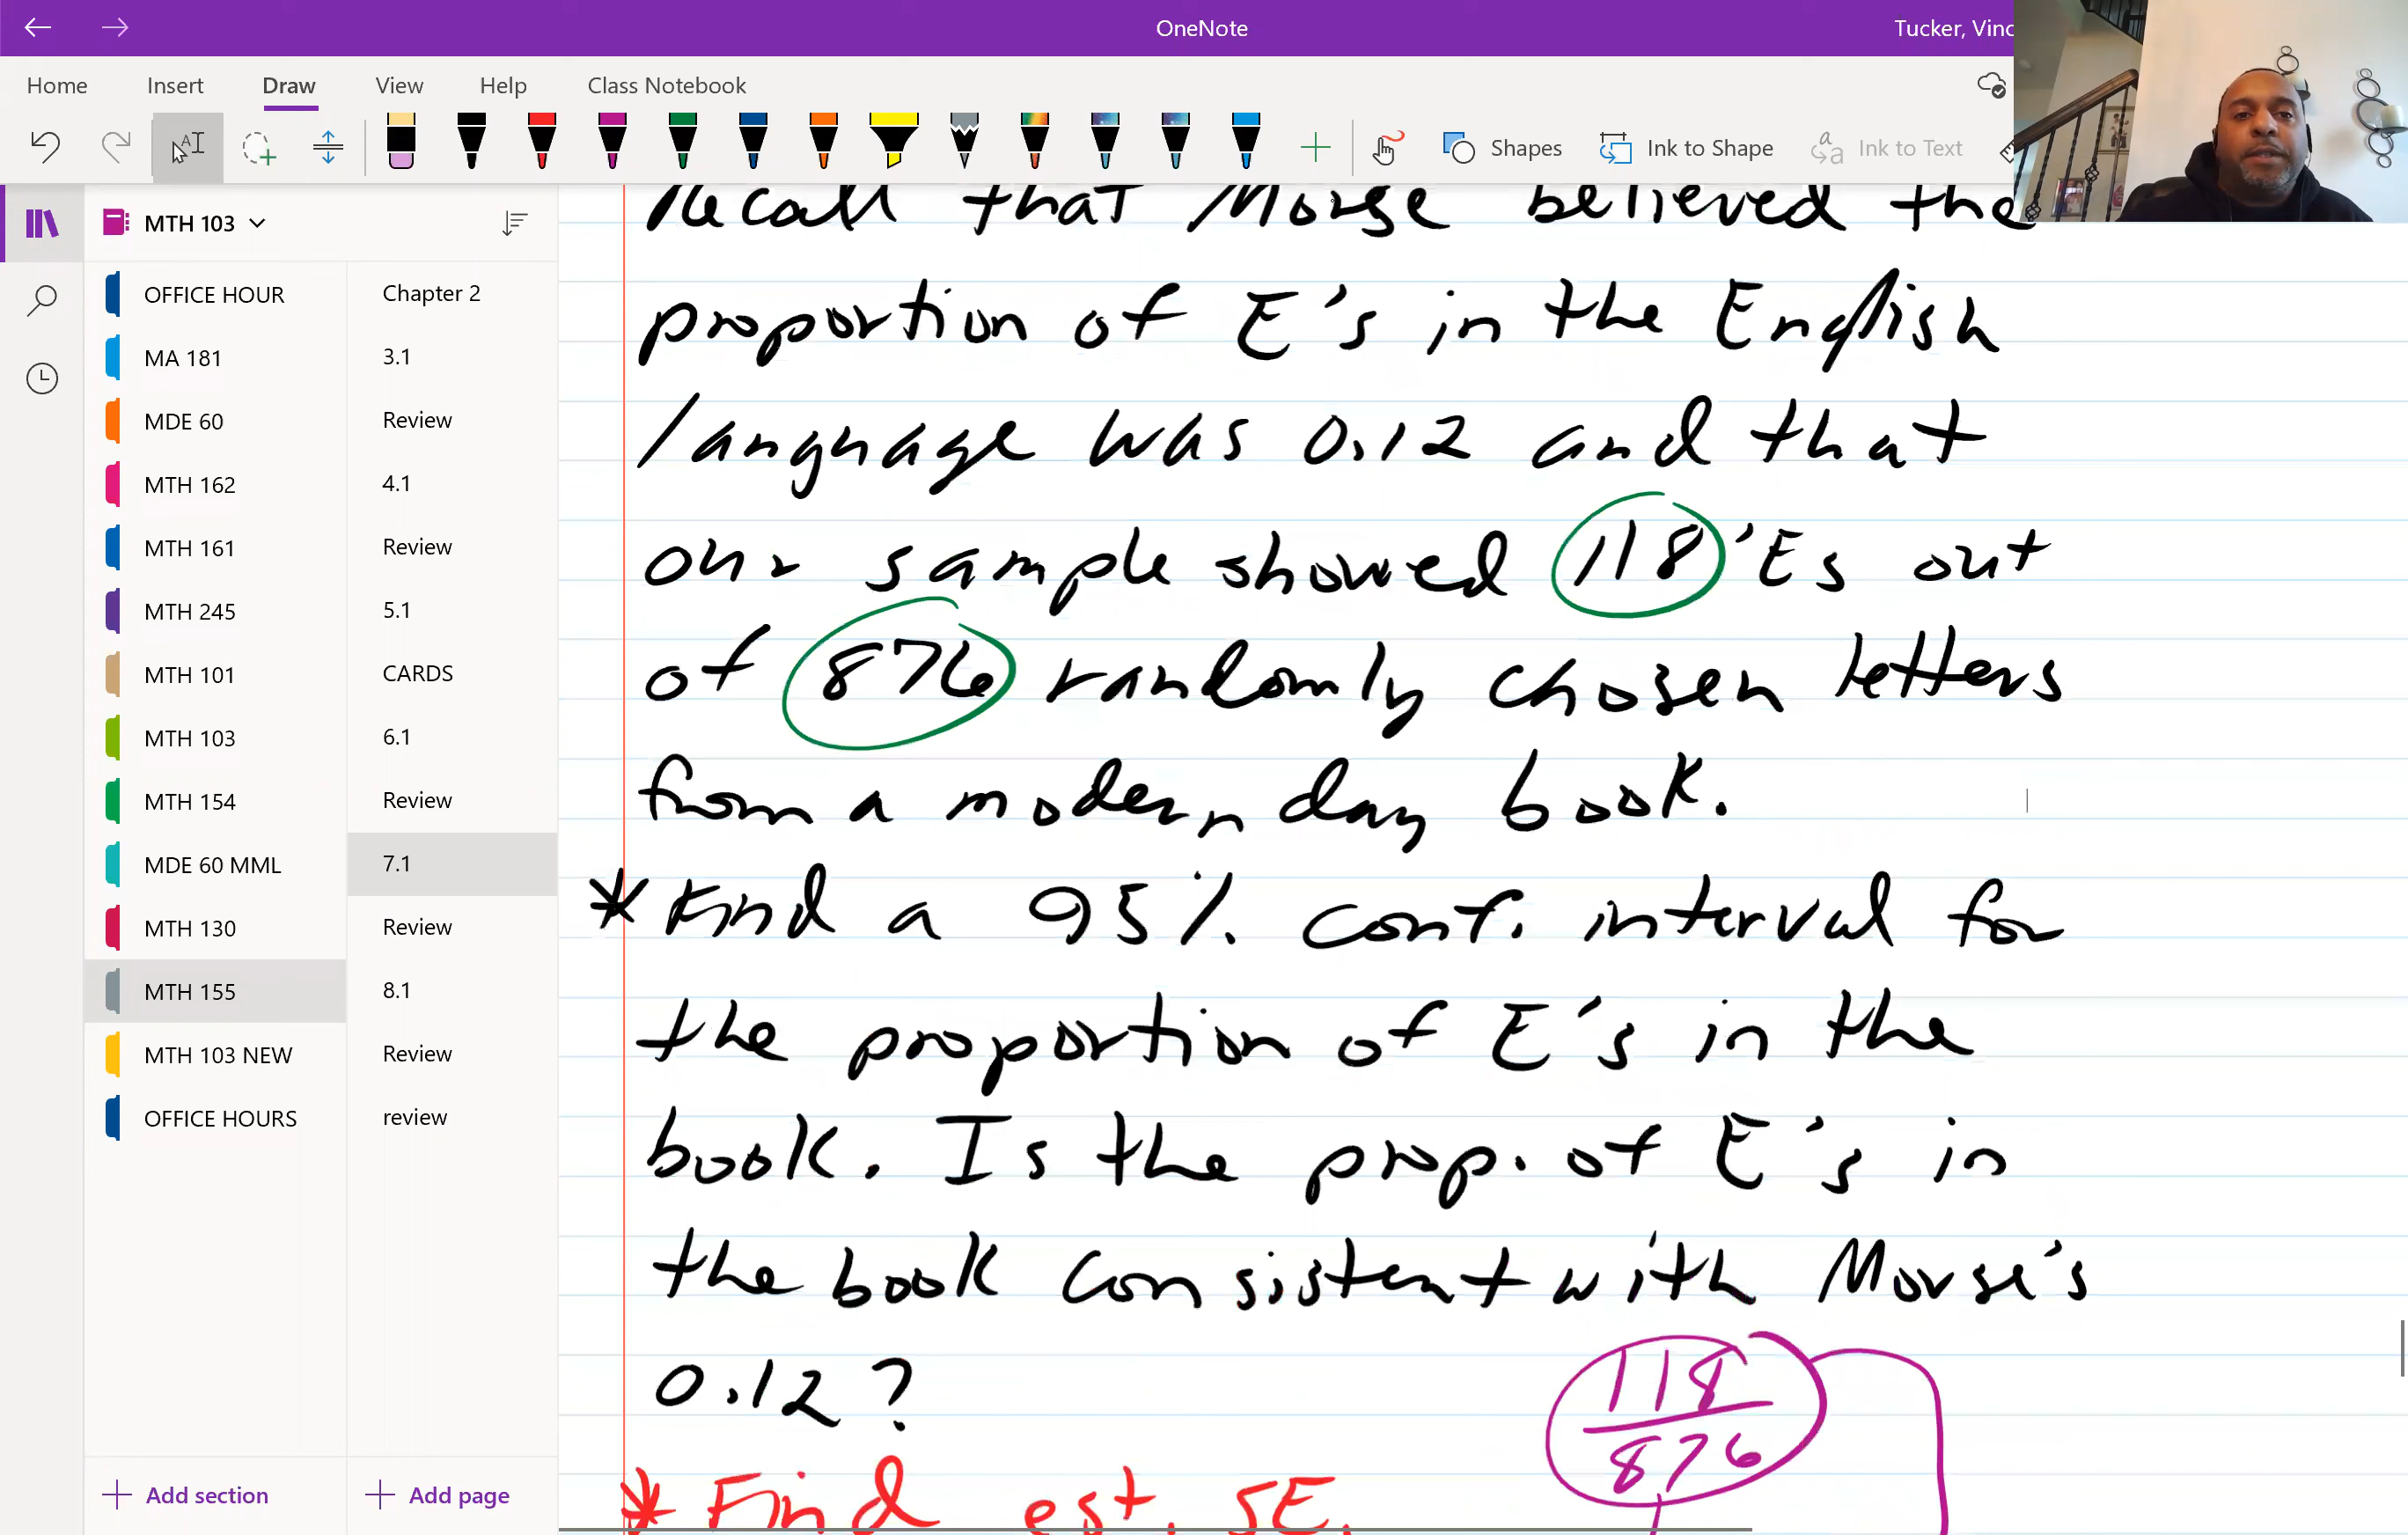 OneNote
Tucker, Vinc
Home
Insert
Draw
View
Help
Class Notebook
Shapes
Ink to Shape
Ink to Text
MTH 103
OFFICE HOUR
MA 181
MDE 60
MTH 162
MTH 161
MTH 245
MTH 101
MTH 103
MTH 154
MDE 60 MML
MTH 130
MTH 155
MTH 103 NEW
OFFICE HOURS
Add section
Chapter 2
3.1
Review
4.1
Review
5.1
CARDS
6.1
Review
7.1
Review
8.1
Review
review
Add page
Recall that Morse believed the
proportion of E's in the English
language was 0.12 and that
our sample showed 118 'Es out
of 876 randomly chosen letters
from a modern day book.
* Find a 95% conf. interval for
the proportion of E's in the
book. Is the prop. of E's in
the book consistent with Morse's
0.12?
118
876
* Find est. SE.